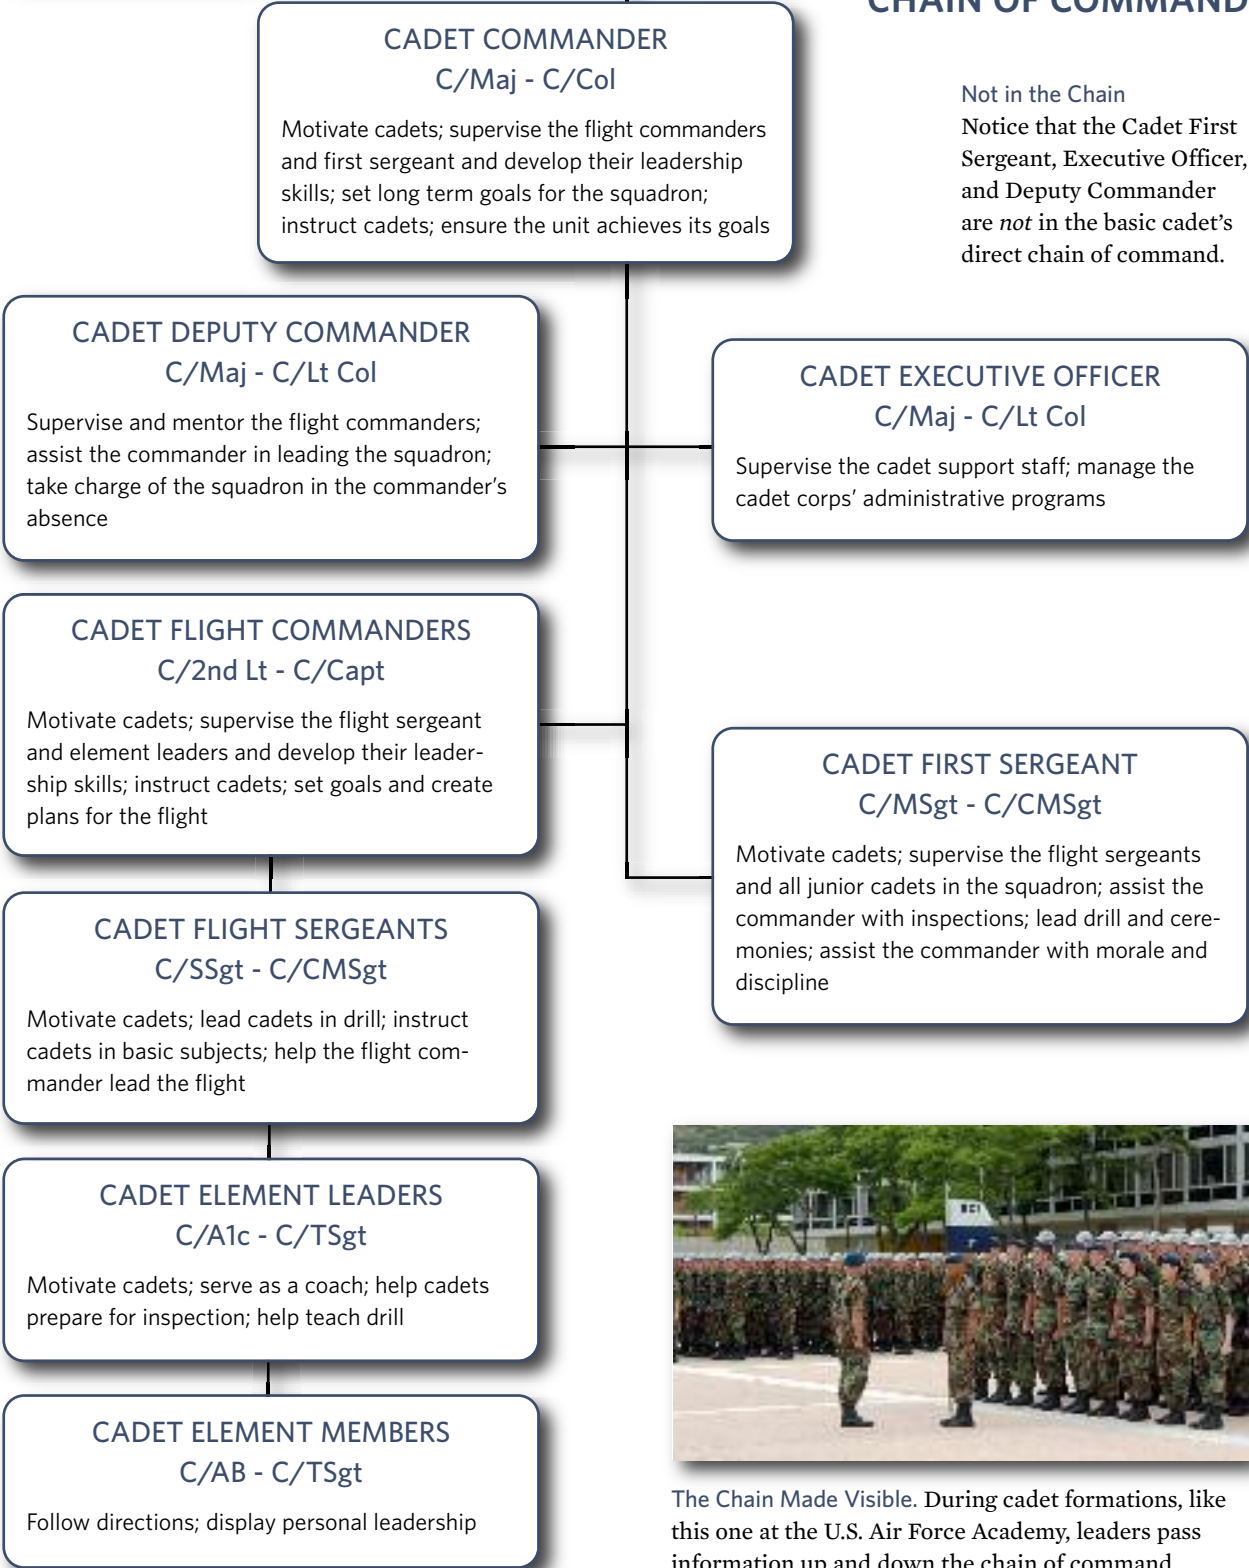 CHAIN OF COMMAND
CADET COMMANDER
C/Maj - C/Col
Motivate cadets; supervise the flight commanders
and first sergeant and develop their leadership
skills; set long term goals for the squadron;
instruct cadets; ensure the unit achieves its goals
Not in the Chain
Notice that the Cadet First
Sergeant, Executive Officer,
and Deputy Commander
are not in the basic cadet’s
direct chain of command.
CADET DEPUTY COMMANDER
C/Maj - C/Lt Col
Supervise and mentor the flight commanders;
assist the commander in leading the squadron;
take charge of the squadron in the commander’s
absence
CADET EXECUTIVE OFFICER
C/Maj - C/Lt Col
Supervise the cadet support staff; manage the
cadet corps’ administrative programs
CADET FLIGHT COMMANDERS
C/2nd Lt - C/Capt
Motivate cadets; supervise the flight sergeant
and element leaders and develop their leader-
ship skills; instruct cadets; set goals and create
plans for the flight
CADET FIRST SERGEANT
C/MSgt - C/CMSgt
Motivate cadets; supervise the flight sergeants
and all junior cadets in the squadron; assist the
commander with inspections; lead drill and cere-
monies; assist the commander with morale and
discipline
CADET FLIGHT SERGEANTS
C/SSgt - C/CMSgt
Motivate cadets; lead cadets in drill; instruct
cadets in basic subjects; help the flight com-
mander lead the flight
CADET ELEMENT LEADERS
C/A1c - C/TSgt
Motivate cadets; serve as a coach; help cadets
prepare for inspection; help teach drill
CADET ELEMENT MEMBERS
C/AB - C/TSgt
Follow directions; display personal leadership
The Chain Made Visible. During cadet formations, like
this one at the U.S. Air Force Academy, leaders pass
information up and down the chain of command